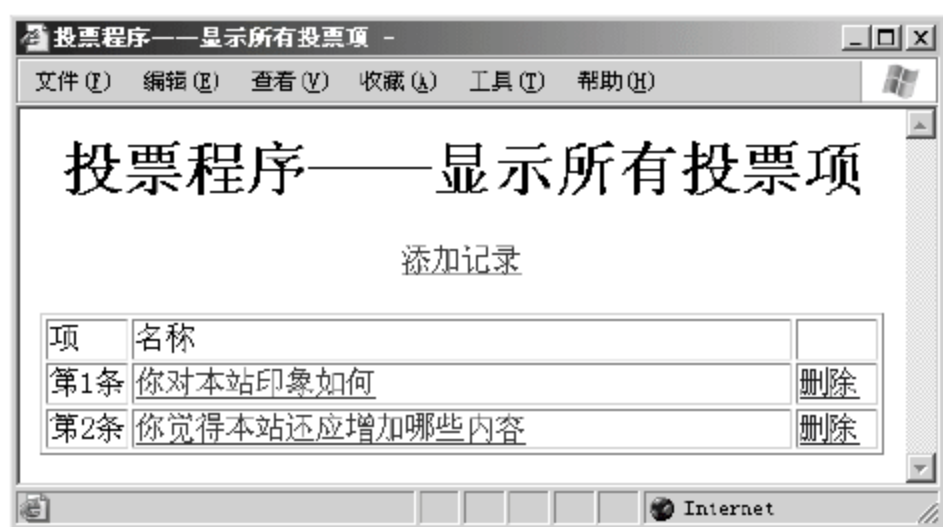 投票程序——显示所有投票项 -
文件(F) 编辑(E) 查看(V) 收藏(A) 工具(T) 帮助(H)
投票程序——显示所有投票项
添加记录
项 名称
第1条 你对本站印象如何 删除
第2条 你觉得本站还应增加哪些内容 删除
Internet